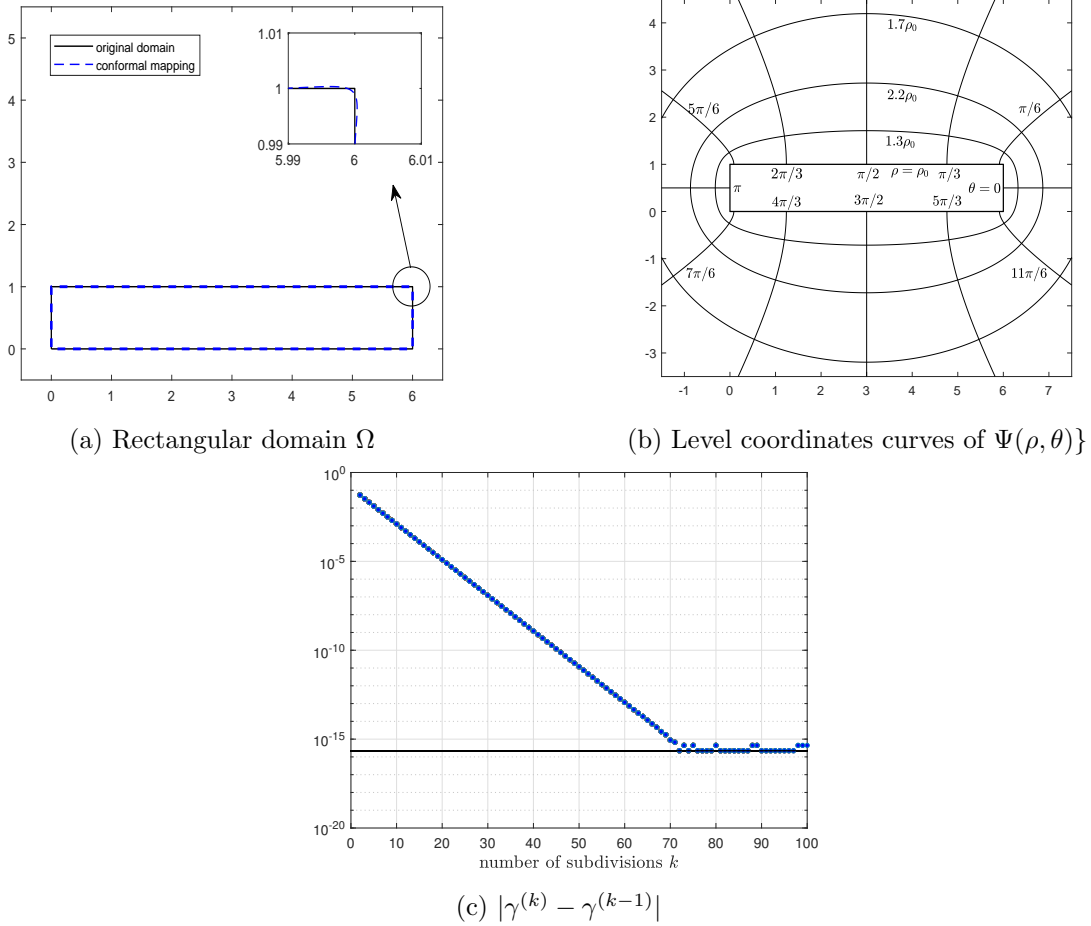 5
4
3
2
1
0
0
1
2
3
4
5
6
original domain
conformal mapping
1.01
1
0.99
5.99
6
6.01
(a) Rectangular domain Ω
4
3
2
1
0
-1
-2
-3
-1
0
1
2
3
4
5
6
7
1.7ρ₀
2.2ρ₀
1.3ρ₀
5π/6
π/6
2π/3
π/2
ρ = ρ₀
π/3
π
θ = 0
4π/3
3π/2
5π/3
7π/6
11π/6
(b) Level coordinates curves of Ψ(ρ, θ)}
10⁰
10⁻⁵
10⁻¹⁰
10⁻¹⁵
10⁻²⁰
0
10
20
30
40
50
60
70
80
90
100
number of subdivisions k
(c) |γ⁽ᵏ⁾ − γ⁽ᵏ⁻¹⁾|